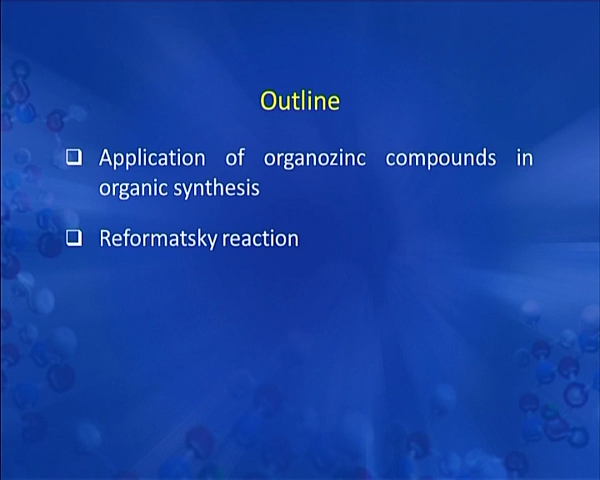 Outline
Application of organozinc compounds in
organic synthesis
Reformatsky reaction